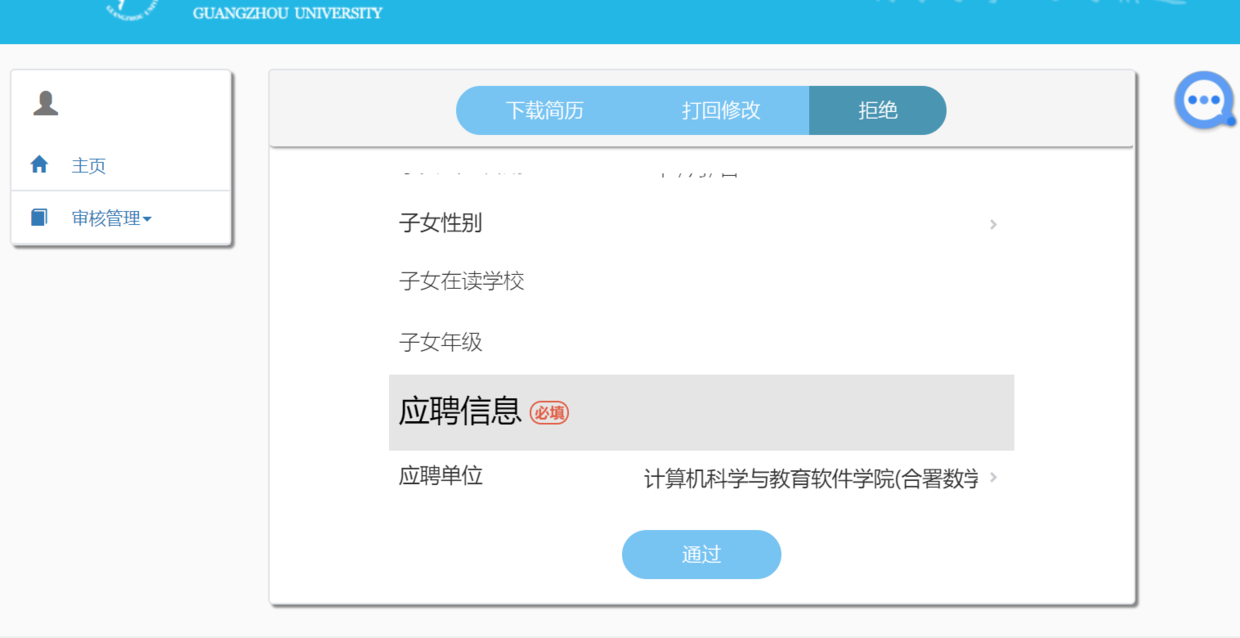 GUANGZHOU UNIVERSITY
主页
审核管理
下载简历
打回修改
拒绝
子女性别
子女在读学校
子女年级
应聘信息 必填
应聘单位 计算机科学与教育软件学院(合署数学
通过